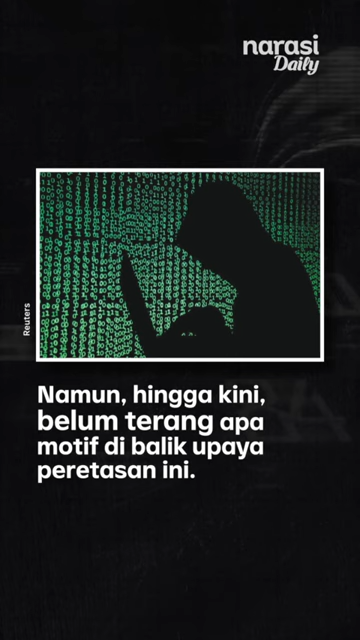 narasi
Daily
Reuters
Namun, hingga kini,
belum terang apa
motif di balik upaya
peretasan ini.